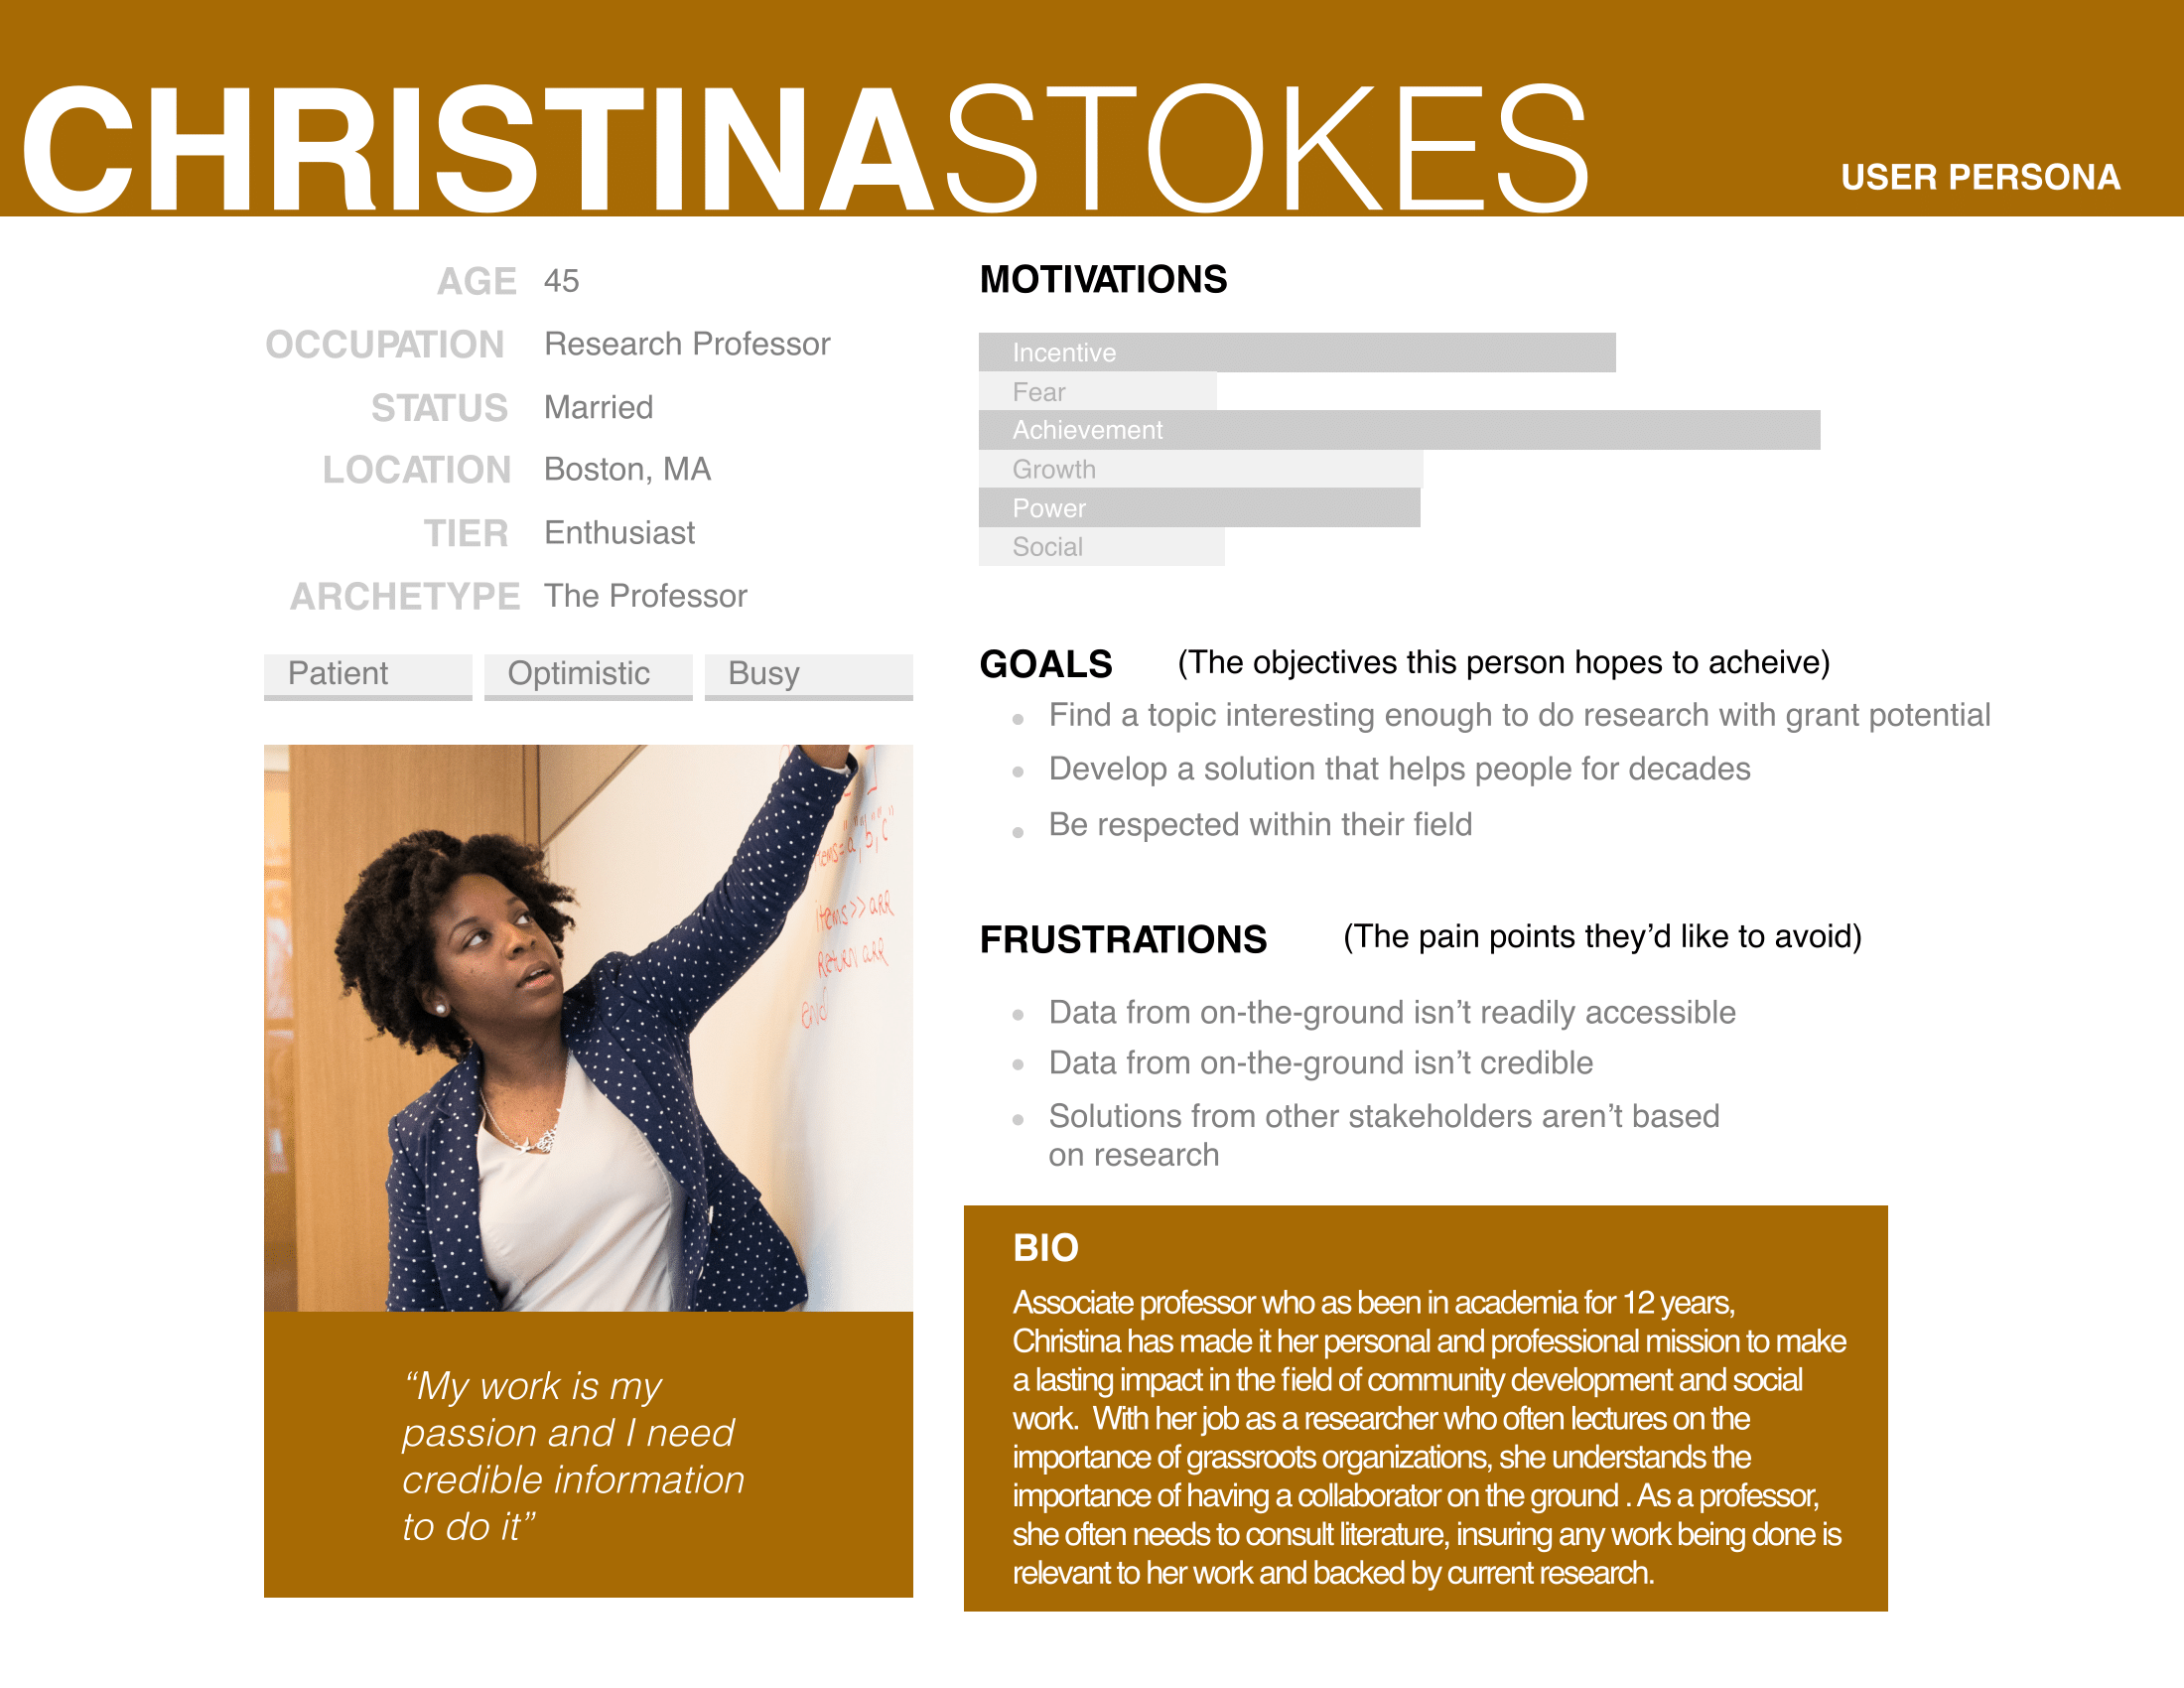 CHRISTINASTOKES
USER PERSONA
AGE 45
OCCUPATION Research Professor
STATUS Married
LOCATION Boston, MA
TIER Enthusiast
ARCHETYPE The Professor
Patient Optimistic Busy
items= a, b, c"
items>> aRR
Return aRR
end
“My work is my
passion and I need
credible information
to do it”
MOTIVATIONS
Incentive
Fear
Achievement
Growth
Power
Social
GOALS (The objectives this person hopes to acheive)
Find a topic interesting enough to do research with grant potential
Develop a solution that helps people for decades
Be respected within their field
FRUSTRATIONS (The pain points they’d like to avoid)
Data from on-the-ground isn’t readily accessible
Data from on-the-ground isn’t credible
Solutions from other stakeholders aren’t based
on research
BIO
Associate professor who as been in academia for 12 years,
Christina has made it her personal and professional mission to make
a lasting impact in the field of community development and social
work.  With her job as a researcher who often lectures on the
importance of grassroots organizations, she understands the
importance of having a collaborator on the ground . As a professor,
she often needs to consult literature, insuring any work being done is
relevant to her work and backed by current research.